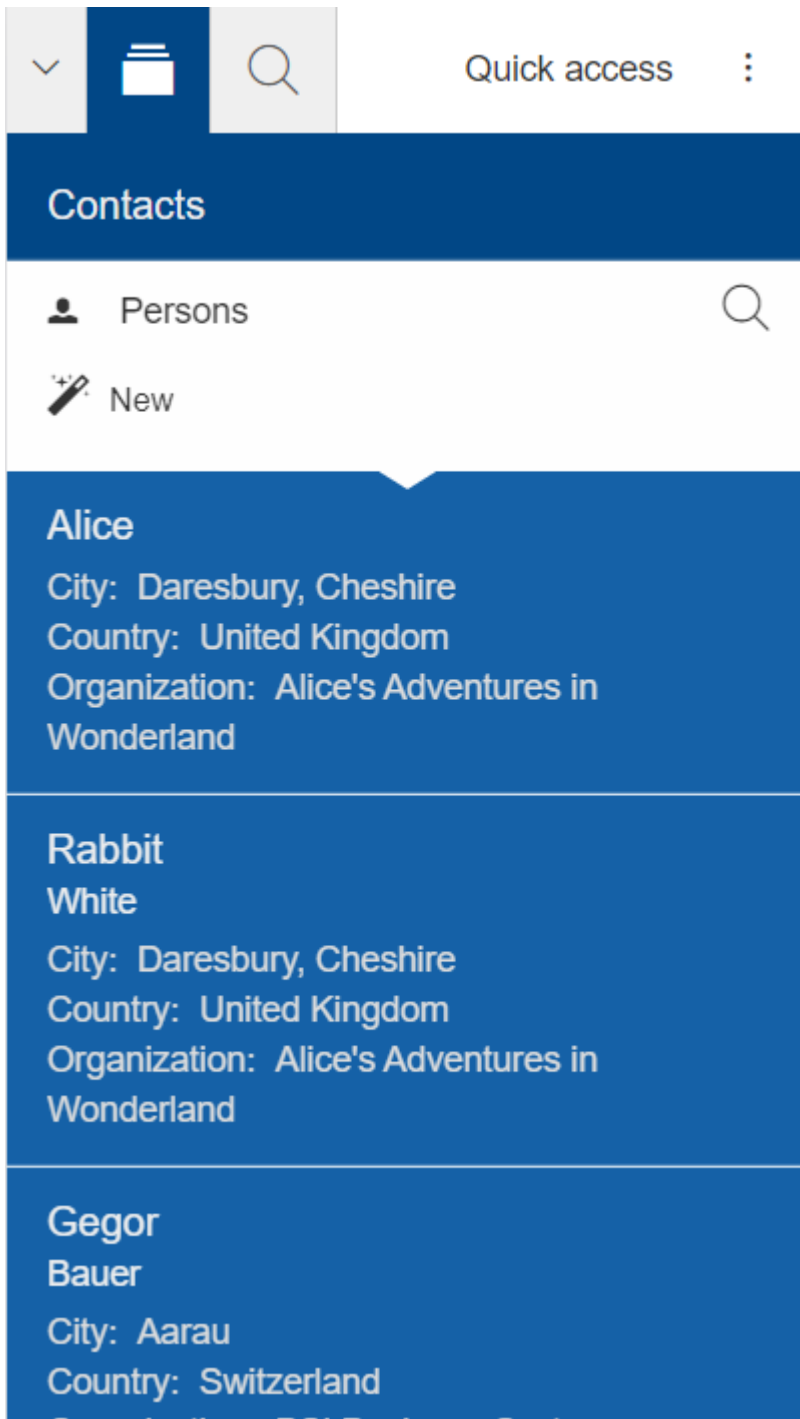 Quick access
Contacts
Persons
New
Alice
City: Daresbury, Cheshire
Country: United Kingdom
Organization: Alice's Adventures in
Wonderland
Rabbit
White
City: Daresbury, Cheshire
Country: United Kingdom
Organization: Alice's Adventures in
Wonderland
Gegor
Bauer
City: Aarau
Country: Switzerland